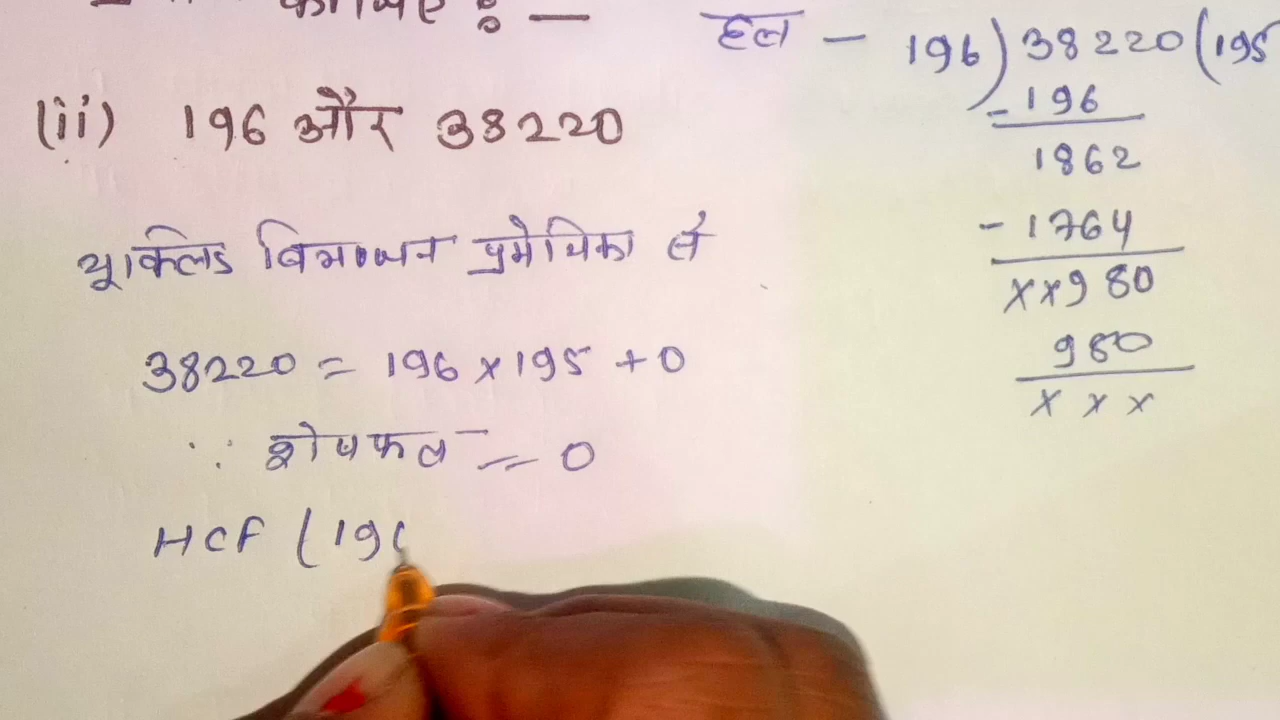 (ii) 196 और 38220
यूक्लिड विभाजन प्रमेयिका से
38220 = 196 x 195 + 0
∵ शेषफल = 0
HCF (196
हल - 196) 38220 (195
- 196
1862
- 1764
xx980
980
x x x